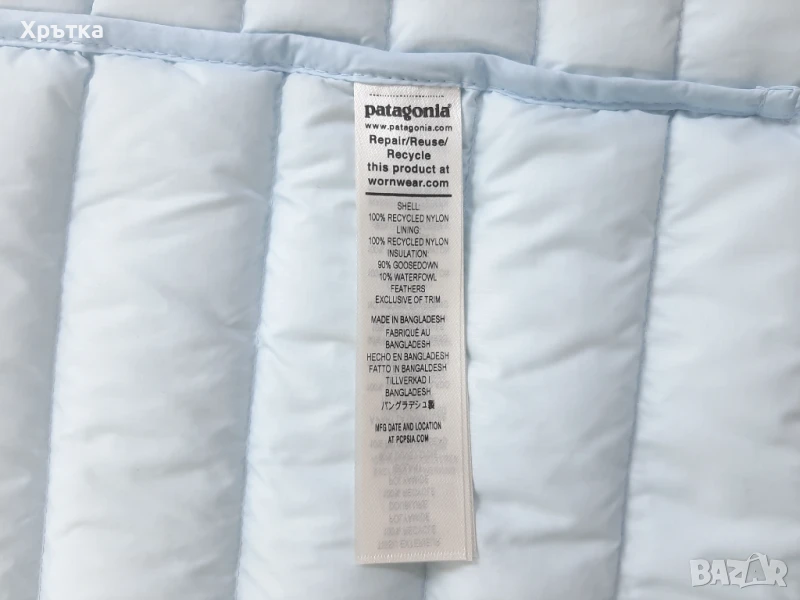 Хрътка
patagonia®
www.patagonia.com
Repair/Reuse/
Recycle
this product at
wornwear.com
SHELL:
100% RECYCLED NYLON
LINING:
100% RECYCLED NYLON
INSULATION:
90% GOOSEDOWN
10% WATERFOWL
FEATHERS
EXCLUSIVE OF TRIM
MADE IN BANGLADESH
FABRIQUÉ AU
BANGLADESH
HECHO EN BANGLADESH
FATTO IN BANGALDESH
TILLVERKAD I
BANGLADESH
バングラデシュ製
MFG DATE AND LOCATION
AT PCPSIA.COM
BAZAR